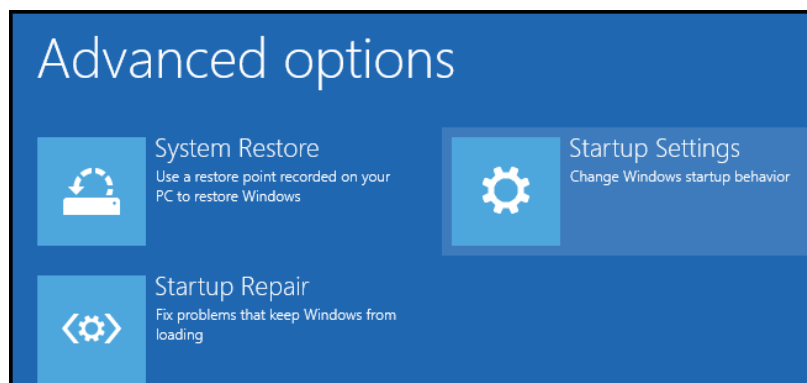 Advanced options
System Restore
Use a restore point recorded on your
PC to restore Windows
Startup Settings
Change Windows startup behavior
Startup Repair
Fix problems that keep Windows from
loading